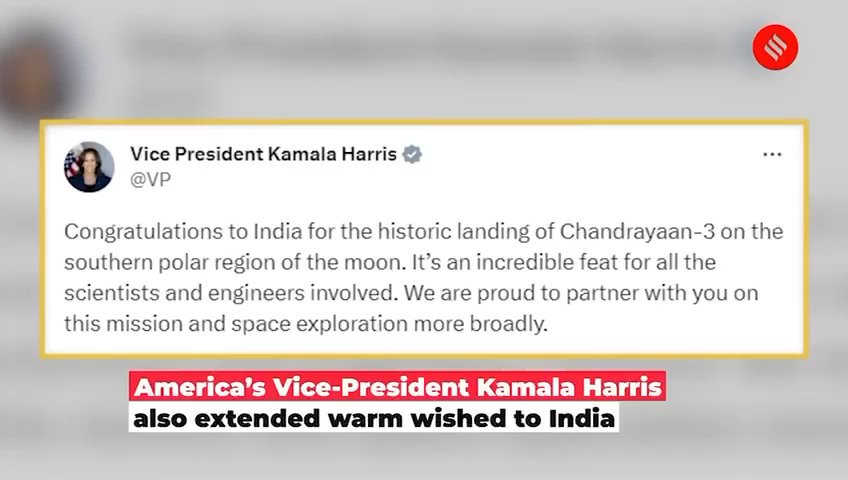 Vice President Kamala Harris
@VP
Congratulations to India for the historic landing of Chandrayaan-3 on the
southern polar region of the moon. It's an incredible feat for all the
scientists and engineers involved. We are proud to partner with you on
this mission and space exploration more broadly.
America's Vice-President Kamala Harris
also extended warm wished to India